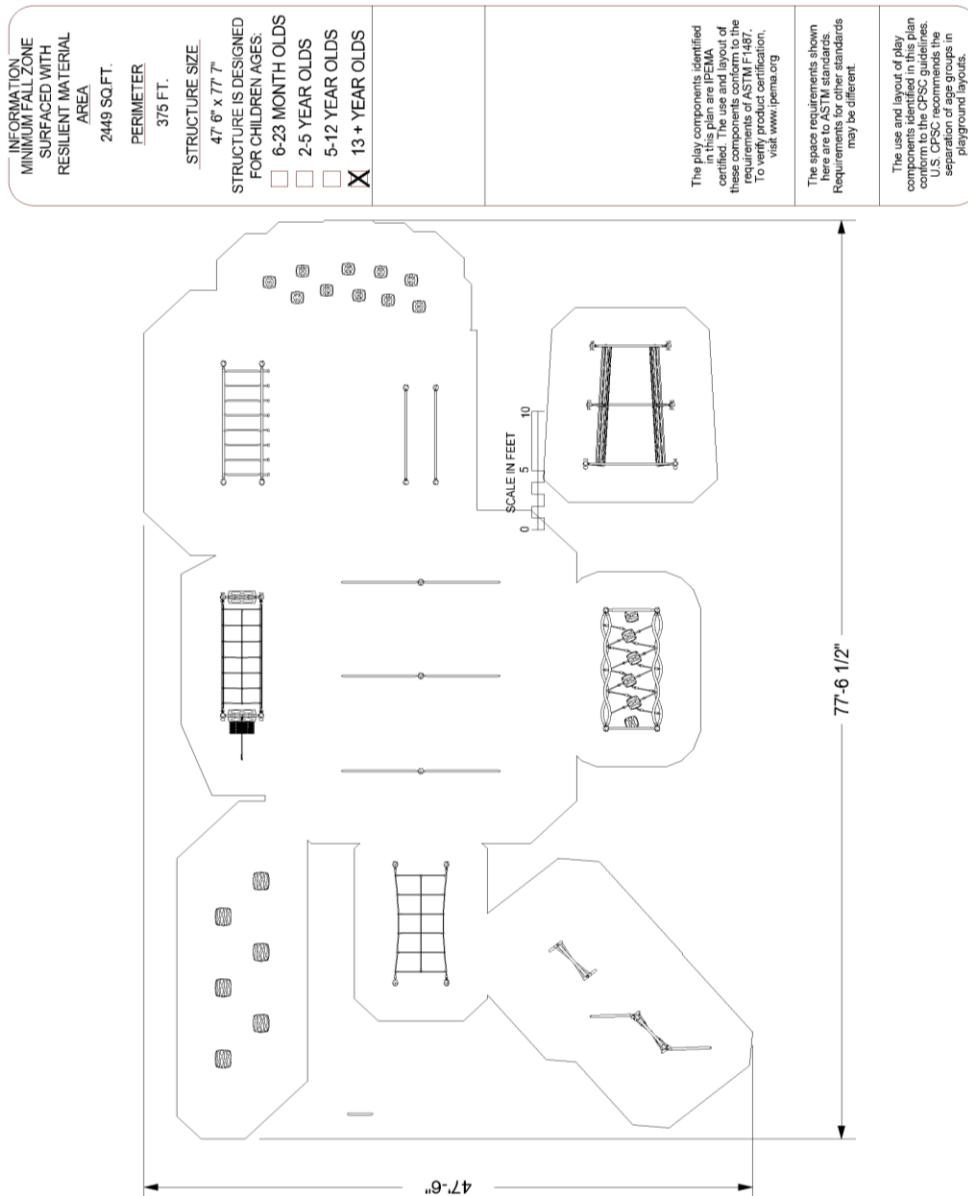 INFORMATION
MINIMUM FALL ZONE
SURFACED WITH
RESILIENT MATERIAL
AREA
2449 SQ.FT.
PERIMETER
375 FT.
STRUCTURE SIZE
47' 6" x 77' 7"
STRUCTURE IS DESIGNED
FOR CHILDREN AGES:
6-23 MONTH OLDS
2-5 YEAR OLDS
5-12 YEAR OLDS
X 13 + YEAR OLDS
The play components identified
in this plan are IPEMA
certified. The use and layout of
these components conform to the
requirements of ASTM F1487.
To verify product certification,
visit www.ipema.org
The space requirements shown
here are to ASTM standards.
Requirements for other standards
may be different.
The use and layout of play
components identified in this plan
conform to the CPSC guidelines.
U.S. CPSC recommends the
separation of age groups in
playground layouts.
SCALE IN FEET
0 5 10
77'-6 1/2"
47'-6"